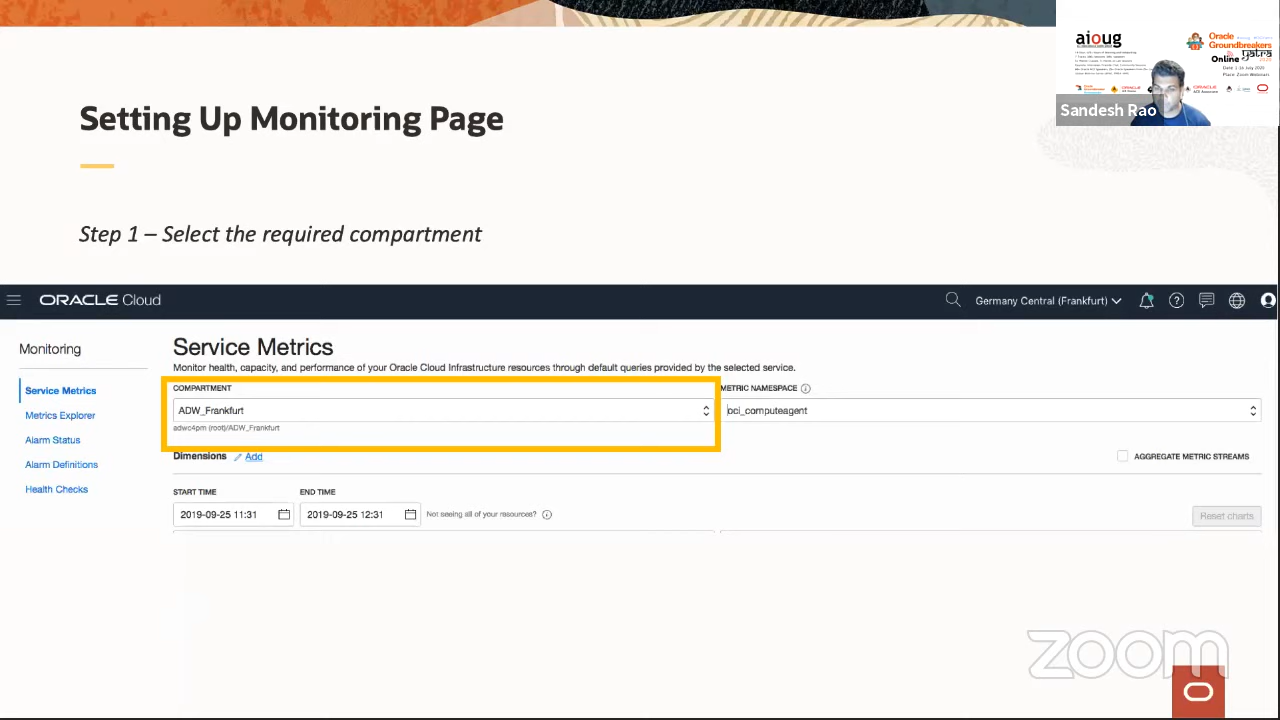 aioug
Oracle
Groundbreakers
Online यatra
Sandesh Rao
Setting Up Monitoring Page
Step 1 – Select the required compartment
ORACLE Cloud
Germany Central (Frankfurt)
Monitoring
Service Metrics
Metrics Explorer
Alarm Status
Alarm Definitions
Health Checks
Service Metrics
Monitor health, capacity, and performance of your Oracle Cloud Infrastructure resources through default queries provided by the selected service.
COMPARTMENT
METRIC NAMESPACE
ADW_Frankfurt
oci_computeagent
adwc4pm (root)/ADW_Frankfurt
Dimensions Add
AGGREGATE METRIC STREAMS
START TIME
END TIME
2019-09-25 11:31
2019-09-25 12:31
Not seeing all of your resources?
Reset charts
zoom